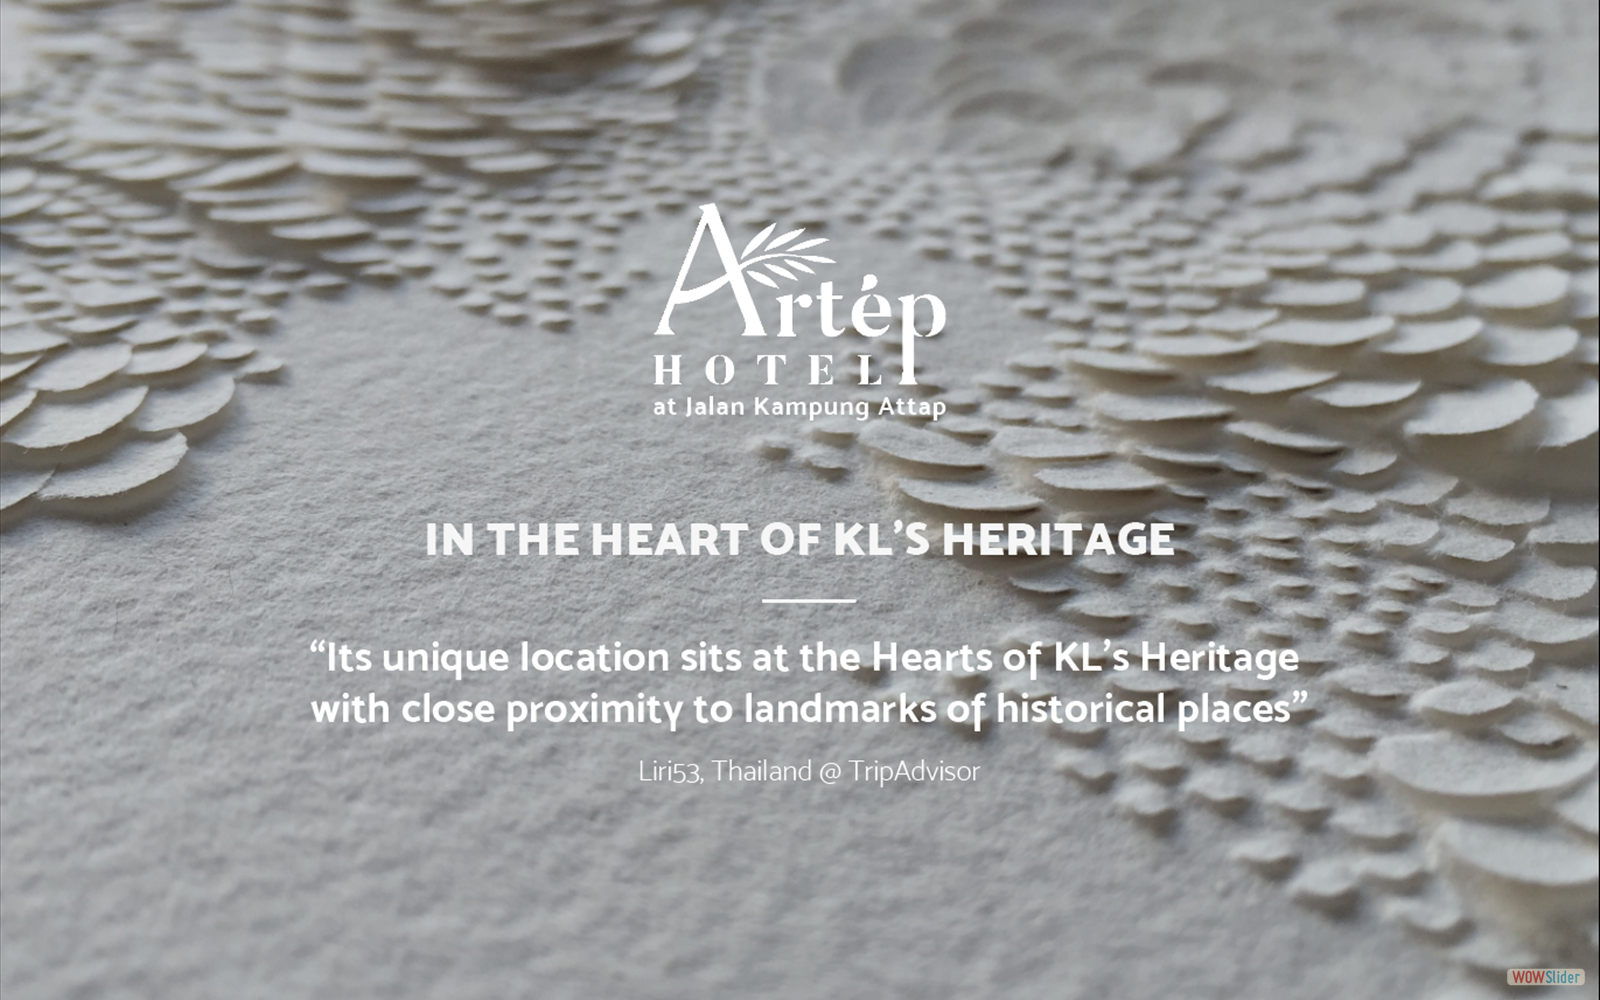 Artép
HOTEL
at Jalan Kampung Attap
IN THE HEART OF KL’S HERITAGE
“Its unique location sits at the Hearts of KL’s Heritage
with close proximity to landmarks of historical places”
Liri53, Thailand @ TripAdvisor
WOWSlider